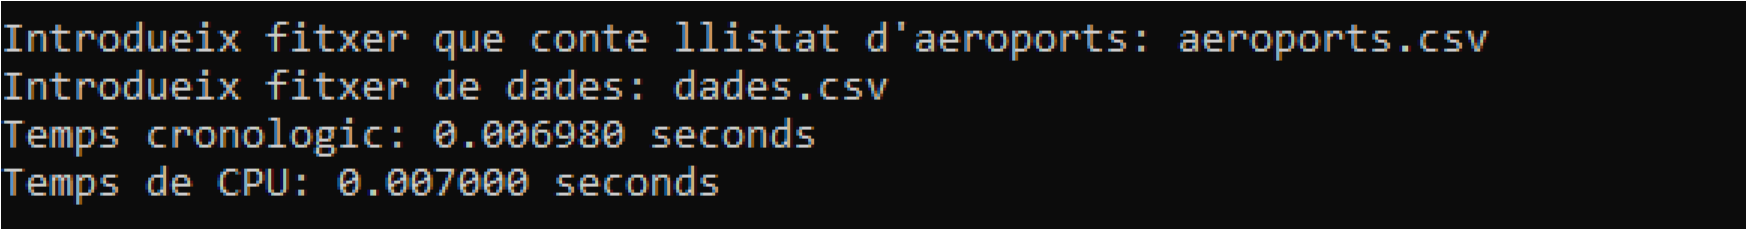 Introdueix fitxer que conte llistat d'aeroports: aeroports.csv
Introdueix fitxer de dades: dades.csv
Temps cronologic: 0.006980 seconds
Temps de CPU: 0.007000 seconds